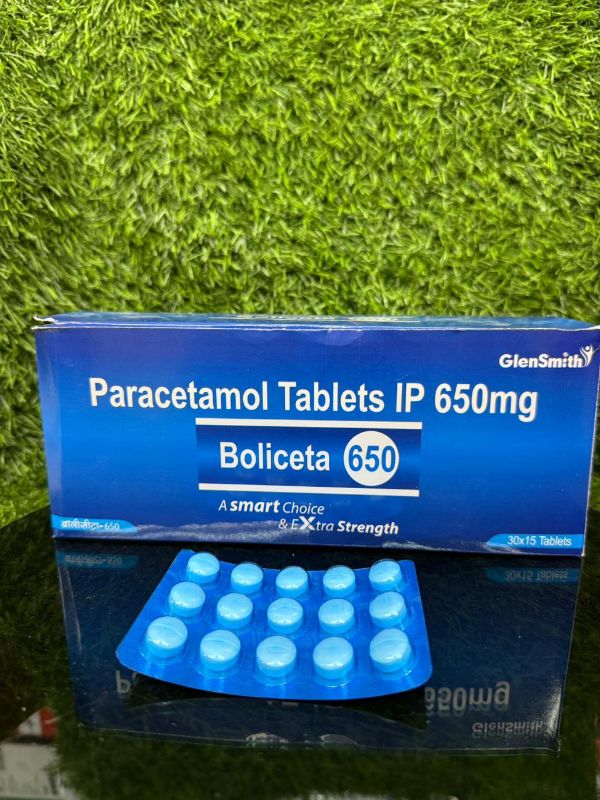 GlenSmith
Paracetamol Tablets IP 650mg
Boliceta 650
A smart Choice
& EXtra Strength
बोलीसीटा-650
30x15 Tablets